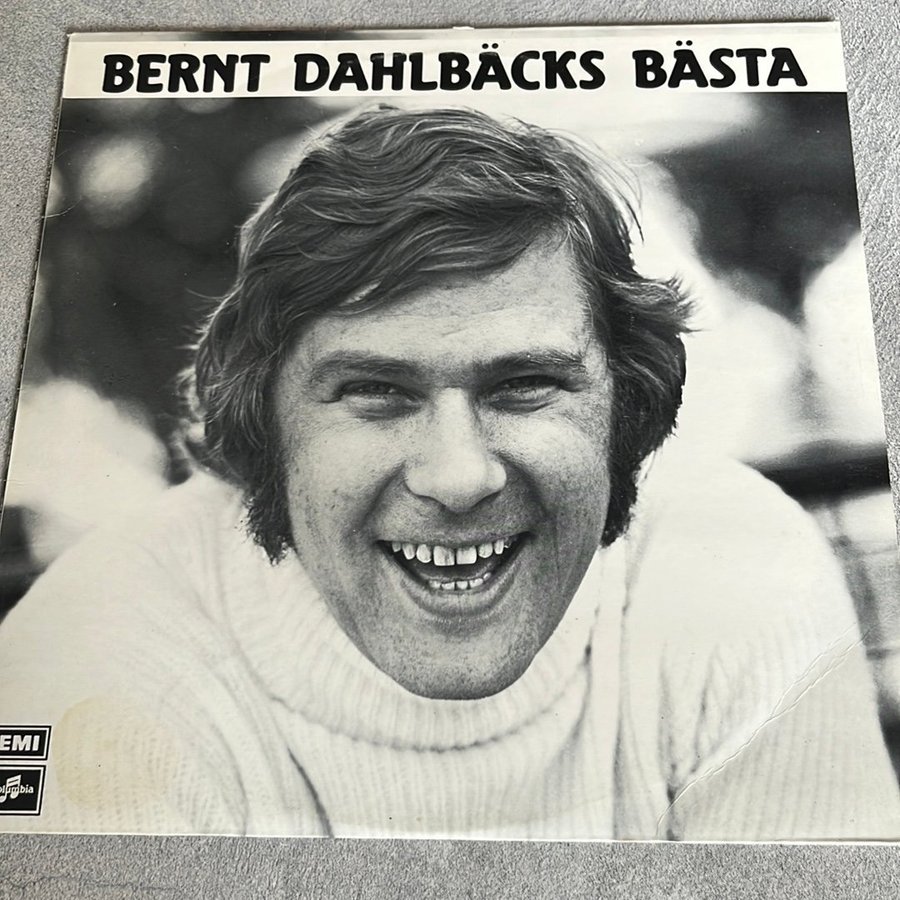 BERNT DAHLBÄCKS BÄSTA
EMI
Columbia